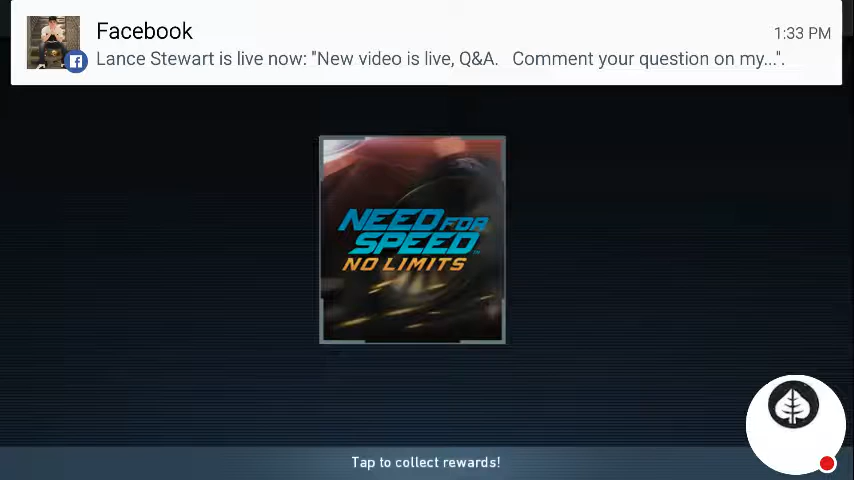 Facebook
1:33 PM
Lance Stewart is live now: "New video is live, Q&A. Comment your question on my...".
NEED FOR
SPEED
NO LIMITS
Tap to collect rewards!